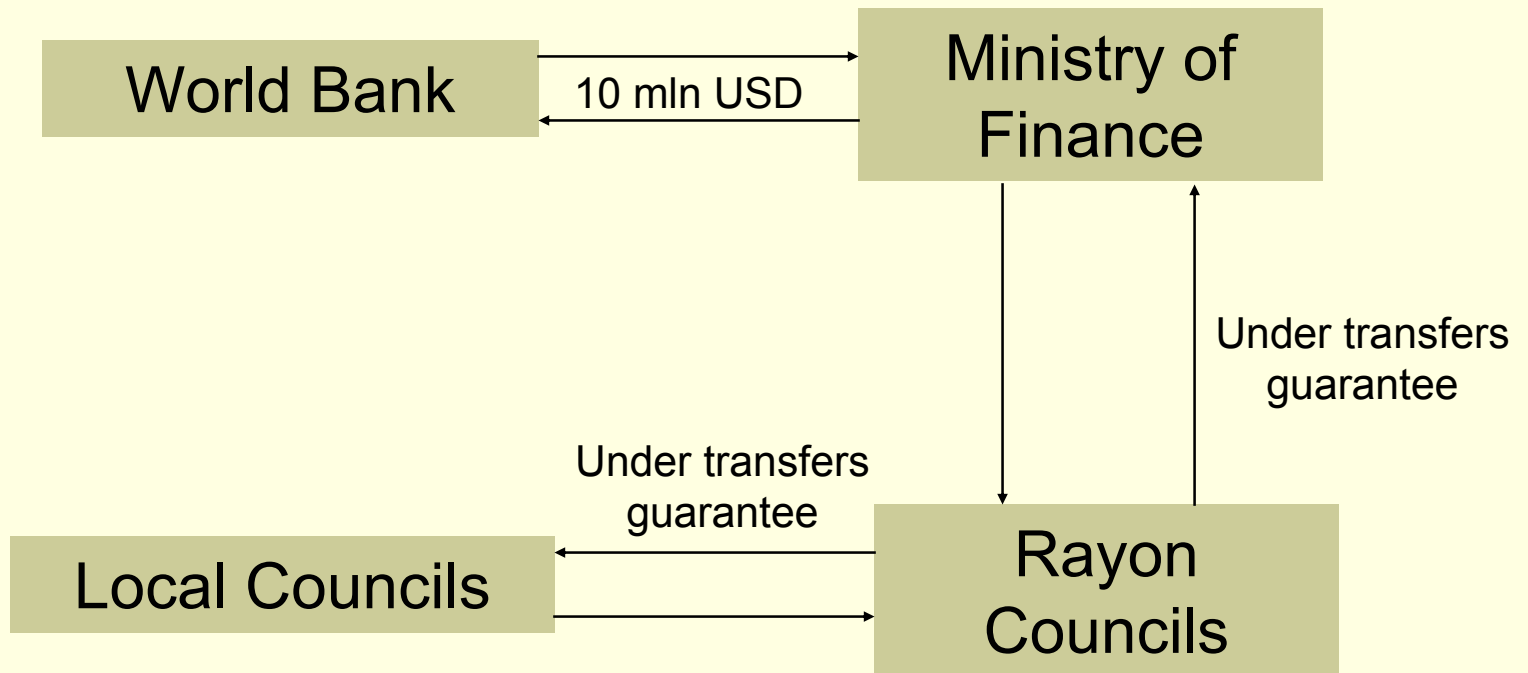 World Bank
10 mln USD
Ministry of
Finance
Under transfers
guarantee
Under transfers
guarantee
Local Councils
Rayon
Councils